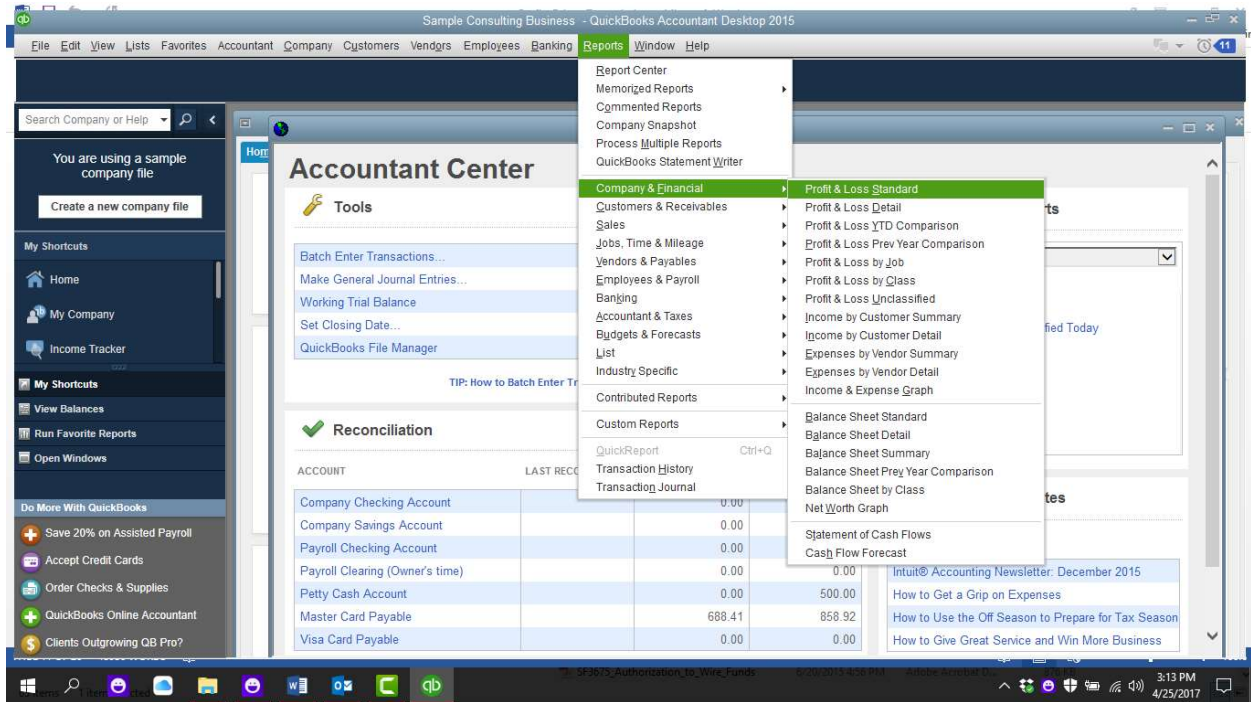 Sample Consulting Business - QuickBooks Accountant Desktop 2015
File Edit View Lists Favorites Accountant Company Customers Vendors Employees Banking Reports Window Help
11
Search Company or Help
You are using a sample
company file
Create a new company file
My Shortcuts
Home
My Company
Income Tracker
My Shortcuts
View Balances
Run Favorite Reports
Open Windows
Do More With QuickBooks
Save 20% on Assisted Payroll
Accept Credit Cards
Order Checks & Supplies
QuickBooks Online Accountant
Clients Outgrowing QB Pro?
Hom
Accountant Center
Tools
Batch Enter Transactions...
Make General Journal Entries...
Working Trial Balance
Set Closing Date...
QuickBooks File Manager
TIP: How to Batch Enter Tr
Reconciliation
ACCOUNT LAST RECO
Company Checking Account 0.00
Company Savings Account 0.00
Payroll Checking Account 0.00
Payroll Clearing (Owner's time) 0.00 0.00
Petty Cash Account 0.00 500.00
Master Card Payable 688.41 858.92
Visa Card Payable 0.00 0.00
Report Center
Memorized Reports
Commented Reports
Company Snapshot
Process Multiple Reports
QuickBooks Statement Writer
Company & Financial
Customers & Receivables
Sales
Jobs, Time & Mileage
Vendors & Payables
Employees & Payroll
Banking
Accountant & Taxes
Budgets & Forecasts
List
Industry Specific
Contributed Reports
Custom Reports
QuickReport Ctrl+Q
Transaction History
Transaction Journal
Profit & Loss Standard
Profit & Loss Detail
Profit & Loss YTD Comparison
Profit & Loss Prev Year Comparison
Profit & Loss by Job
Profit & Loss by Class
Profit & Loss Unclassified
Income by Customer Summary
Income by Customer Detail
Expenses by Vendor Summary
Expenses by Vendor Detail
Income & Expense Graph
Balance Sheet Standard
Balance Sheet Detail
Balance Sheet Summary
Balance Sheet Prev Year Comparison
Balance Sheet by Class
Net Worth Graph
Statement of Cash Flows
Cash Flow Forecast
ts
fied Today
tes
Intuit® Accounting Newsletter: December 2015
How to Get a Grip on Expenses
How to Use the Off Season to Prepare for Tax Season
How to Give Great Service and Win More Business
SF3675_Authorization_to_Wire_Funds
qb
3:13 PM
4/25/2017